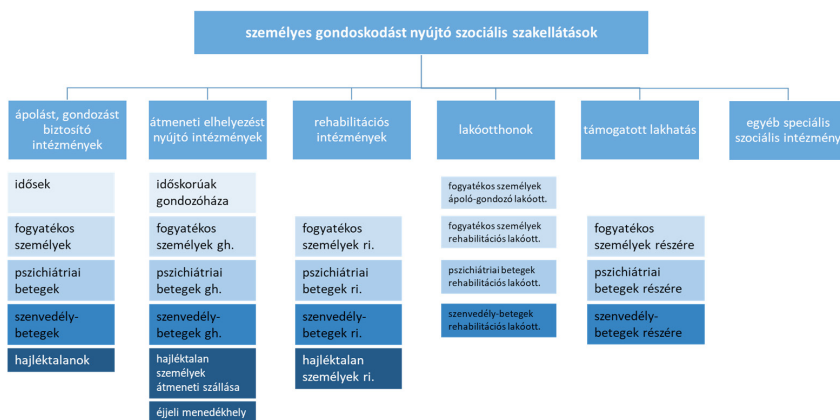 személyes gondoskodást nyújtó szociális szakellátások
ápolást, gondozást
biztosító
intézmények
átmeneti elhelyezést
nyújtó intézmények
rehabilitációs
intézmények
lakóotthonok
támogatott lakhatás
egyéb speciális
szociális intézmény
idősek
fogyatékos
személyek
pszichiátriai
betegek
szenvedély-
betegek
hajléktalanok
időskorúak
gondozóháza
fogyatékos
személyek gh.
pszichiátriai
betegek gh.
szenvedély-
betegek gh.
hajléktalan
személyek
átmeneti szállása
éjjeli menedékhely
fogyatékos
személyek ri.
pszichiátriai
betegek ri.
szenvedély-
betegek ri.
hajléktalan
személyek ri.
fogyatékos személyek
ápoló-gondozó lakóott.
fogyatékos személyek
rehabilitációs lakóott.
pszichiátriai betegek
rehabilitációs lakóott.
szenvedély-betegek
rehabilitációs lakóott.
fogyatékos
személyek részére
pszichiátriai
betegek részére
szenvedély-
betegek részére